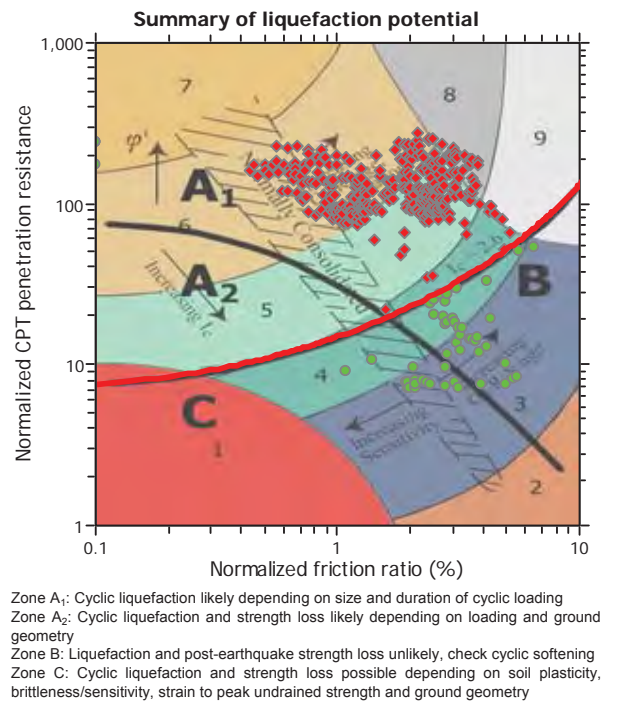 Summary of liquefaction potential
1,000
7
8
9
φ'
A1
Normally Consolidated
100
6
A2
Increasing Ic
5
B
Normalized CPT penetration resistance
10
4
C
3
Increasing
Sensitivity
1
2
1
0.1
1
10
Normalized friction ratio (%)
Zone A1: Cyclic liquefaction likely depending on size and duration of cyclic loading
Zone A2: Cyclic liquefaction and strength loss likely depending on loading and ground
geometry
Zone B: Liquefaction and post-earthquake strength loss unlikely, check cyclic softening
Zone C: Cyclic liquefaction and strength loss possible depending on soil plasticity,
brittleness/sensitivity, strain to peak undrained strength and ground geometry